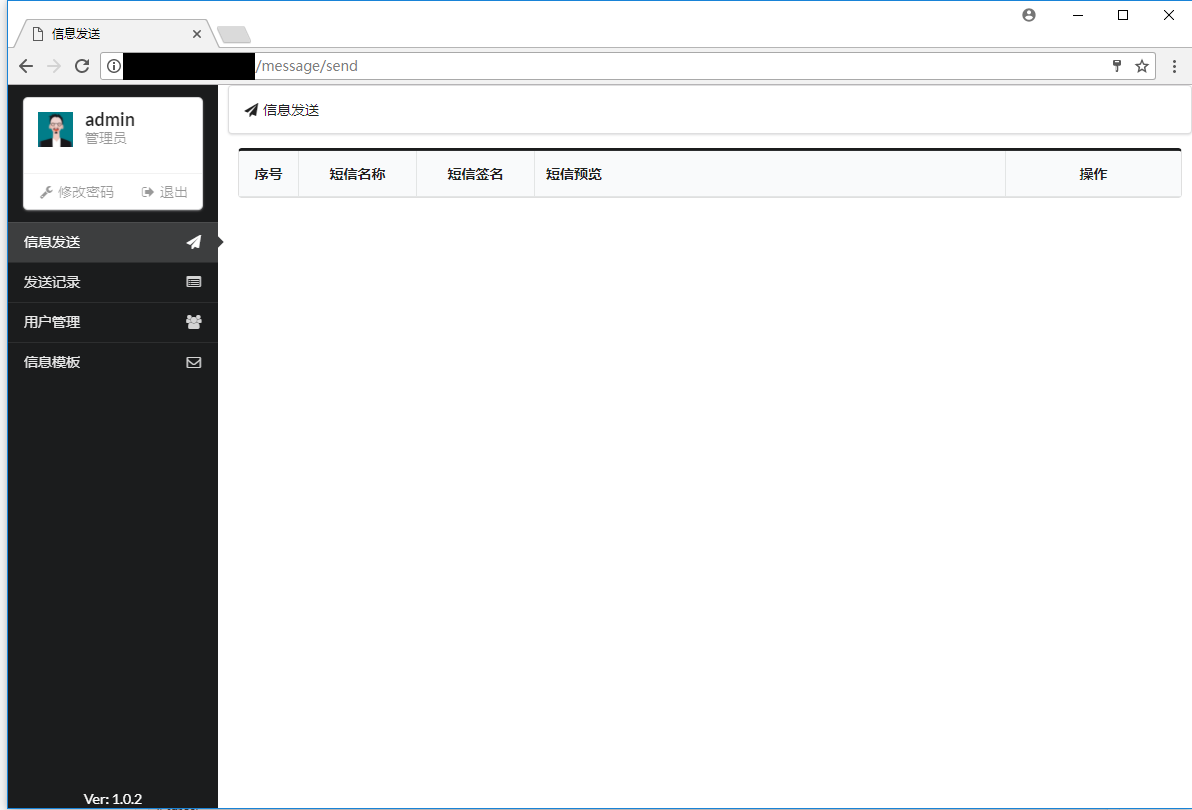 信息发送
/message/send
admin
管理员
修改密码 退出
信息发送
发送记录
用户管理
信息模板
Ver: 1.0.2
信息发送
序号 短信名称 短信签名 短信预览 操作